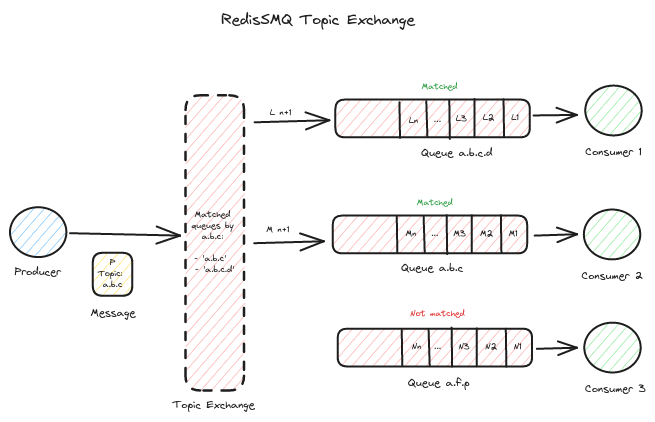 RedisSMQ Topic Exchange
Matched
L n+1
Ln
...
L3
L2
L1
Queue a.b.c.d
Consumer 1
Matched
queues by
a.b.c:
- 'a.b.c'
- 'a.b.c.d'
Matched
M n+1
Mn
...
M3
M2
M1
Queue a.b.c
Consumer 2
Producer
P
Topic:
a.b.c
Message
Not matched
Nn
...
N3
N2
N1
Queue a.f.p
Consumer 3
Topic Exchange